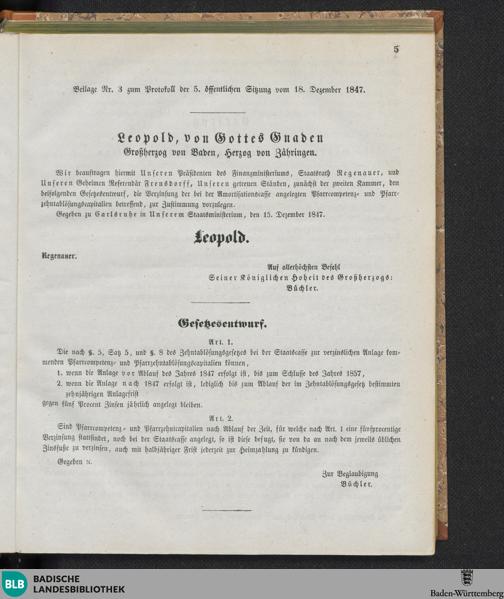 5
Beilage Nr. 3 zum Protokoll der 5. öffentlichen Sitzung vom 18. Dezember 1847.
Leopold, von Gottes Gnaden
Großherzog von Baden, Herzog von Zähringen.
Wir beauftragen hiermit Unseren Präsidenten des Finanzministeriums, Staatsrath Regenauer, und
Unseren Geheimen Referendär Frensdorff, Unseren getreuen Ständen, zunächst der zweiten Kammer, den
beifolgenden Gesetzesentwurf, die Verzinsung der bei der Amortisationscasse angelegten Pfarrcompetenz- und Pfarr-
zehntablösungscapitalien betreffend, zur Zustimmung vorzulegen.
Gegeben zu Carlsruhe in Unserem Staatsministerium, den 15. Dezember 1847.
Leopold.
Regenauer.
Auf allerhöchsten Befehl
Seiner Königlichen Hoheit des Großherzogs:
Büchler.
Gesetzesentwurf.
Art. 1.
Die nach §. 5, Satz 5, und §. 8 des Zehntablösungsgesetzes bei der Staatscasse zur verzinslichen Anlage kom-
menden Pfarrcompetenz- und Pfarrzehntablösungscapitalien können,
1. wenn die Anlage vor Ablauf des Jahres 1847 erfolgt ist, bis zum Schlusse des Jahres 1857,
2. wenn die Anlage nach 1847 erfolgt ist, lediglich bis zum Ablauf der im Zehntablösungsgesetz bestimmten
zehnjährigen Anlagefrist
gegen fünf Procent Zinsen jährlich angelegt bleiben.
Art. 2.
Sind Pfarrcompetenz- und Pfarrzehntcapitalien nach Ablauf der Zeit, für welche nach Art. 1 eine fünfprocentige
Verzinsung stattfindet, noch bei der Staatscasse angelegt, so ist diese befugt, sie von da an nach dem jeweils üblichen
Zinsfuße zu verzinsen, auch mit halbjähriger Frist jederzeit zur Heimzahlung zu kündigen.
Gegeben ꝛc.
Zur Beglaubigung
Büchler.
BLB
BADISCHE
LANDESBIBLIOTHEK
Baden-Württemberg